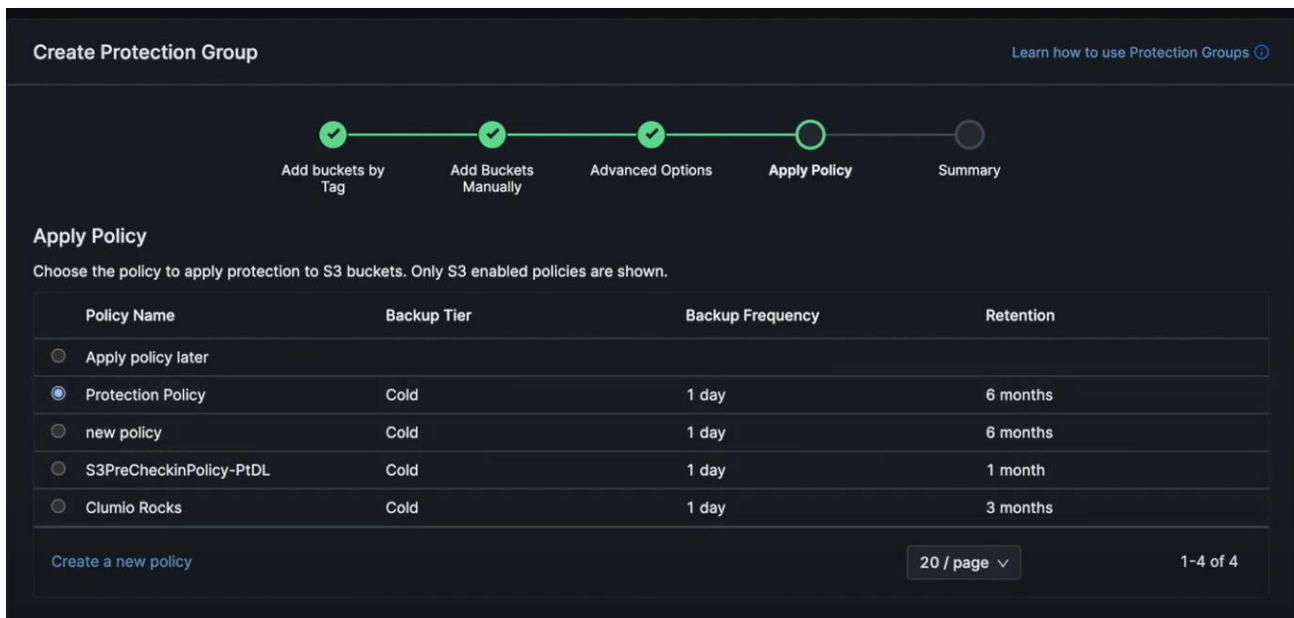 Create Protection Group
Learn how to use Protection Groups
Add buckets by
Tag
Add Buckets
Manually
Advanced Options
Apply Policy
Summary
Apply Policy
Choose the policy to apply protection to S3 buckets. Only S3 enabled policies are shown.
Policy Name Backup Tier Backup Frequency Retention
Apply policy later
Protection Policy Cold 1 day 6 months
new policy Cold 1 day 6 months
S3PreCheckinPolicy-PtDL Cold 1 day 1 month
Clumio Rocks Cold 1 day 3 months
Create a new policy 20 / page 1-4 of 4